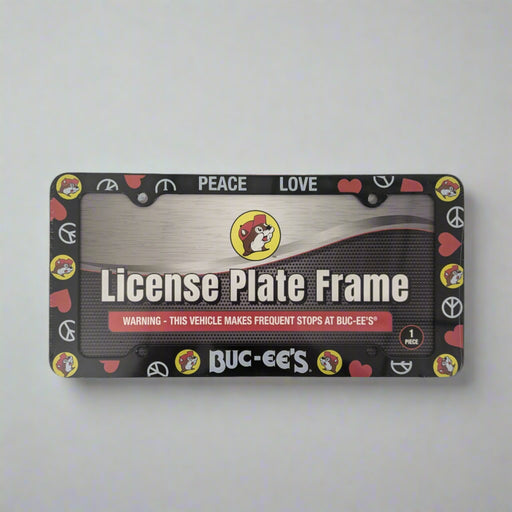 PEACE LOVE
License Plate Frame
WARNING - THIS VEHICLE MAKES FREQUENT STOPS AT BUC-EE'S®
1
PIECE
BUC-EE'S